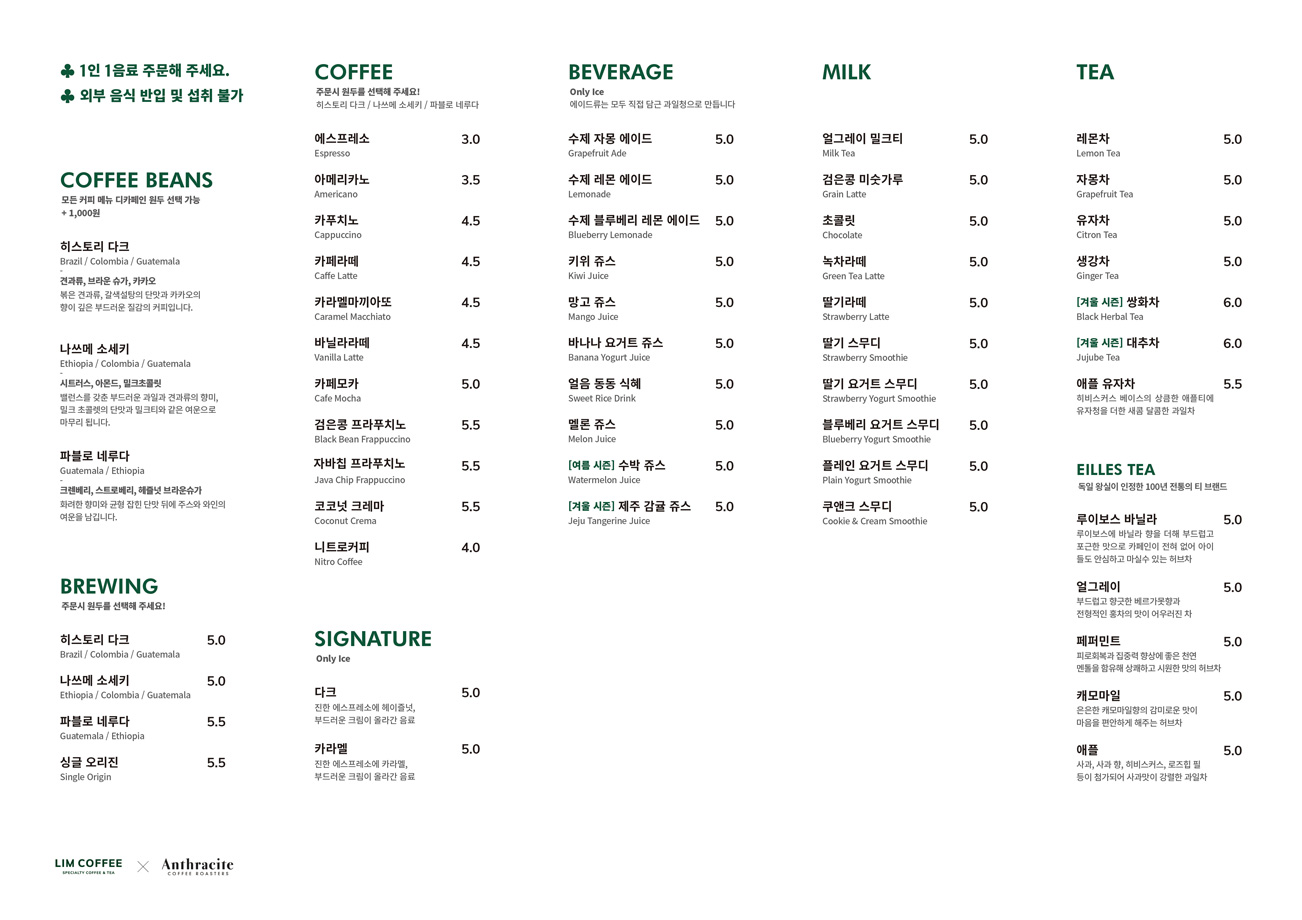 ♣ 1인 1음료 주문해 주세요.
♣ 외부 음식 반입 및 섭취 불가
COFFEE BEANS
모든 커피 메뉴 디카페인 원두 선택 가능
+ 1,000원
히스토리 다크
Brazil / Colombia / Guatemala
-
견과류, 브라운 슈가, 카카오
볶은 견과류, 갈색설탕의 단맛과 카카오의
향이 깊은 부드러운 질감의 커피입니다.
나쓰메 소세키
Ethiopia / Colombia / Guatemala
-
시트러스, 아몬드, 밀크초콜릿
밸런스를 갖춘 부드러운 과일과 견과류의 향미,
밀크 초콜렛의 단맛과 밀크티와 같은 여운으로
마무리 됩니다.
파블로 네루다
Guatemala / Ethiopia
-
크랜베리, 스트로베리, 헤즐넛 브라운슈가
화려한 향미와 균형 잡힌 단맛 뒤에 주스와 와인의
여운을 남깁니다.
BREWING
주문시 원두를 선택해 주세요!
히스토리 다크 5.0
Brazil / Colombia / Guatemala
나쓰메 소세키 5.0
Ethiopia / Colombia / Guatemala
파블로 네루다 5.5
Guatemala / Ethiopia
싱글 오리진 5.5
Single Origin
LIM COFFEE
SPECIALTY COFFEE & TEA
Anthracite
COFFEE ROASTERS
COFFEE
주문시 원두를 선택해 주세요!
히스토리 다크 / 나쓰메 소세키 / 파블로 네루다
에스프레소 3.0
Espresso
아메리카노 3.5
Americano
카푸치노 4.5
Cappuccino
카페라떼 4.5
Caffe Latte
카라멜마끼아또 4.5
Caramel Macchiato
바닐라라떼 4.5
Vanilla Latte
카페모카 5.0
Cafe Mocha
검은콩 프라푸치노 5.5
Black Bean Frappuccino
자바칩 프라푸치노 5.5
Java Chip Frappuccino
코코넛 크레마 5.5
Coconut Crema
니트로커피 4.0
Nitro Coffee
SIGNATURE
Only Ice
다크 5.0
진한 에스프레소에 헤이즐넛,
부드러운 크림이 올라간 음료
카라멜 5.0
진한 에스프레소에 카라멜,
부드러운 크림이 올라간 음료
BEVERAGE
Only Ice
에이드류는 모두 직접 담근 과일청으로 만듭니다
수제 자몽 에이드 5.0
Grapefruit Ade
수제 레몬 에이드 5.0
Lemonade
수제 블루베리 레몬 에이드 5.0
Blueberry Lemonade
키위 쥬스 5.0
Kiwi Juice
망고 쥬스 5.0
Mango Juice
바나나 요거트 쥬스 5.0
Banana Yogurt Juice
얼음 동동 식혜 5.0
Sweet Rice Drink
멜론 쥬스 5.0
Melon Juice
[여름 시즌] 수박 쥬스 5.0
Watermelon Juice
[겨울 시즌] 제주 감귤 쥬스 5.0
Jeju Tangerine Juice
MILK
얼그레이 밀크티 5.0
Milk Tea
검은콩 미숫가루 5.0
Grain Latte
초콜릿 5.0
Chocolate
녹차라떼 5.0
Green Tea Latte
딸기라떼 5.0
Strawberry Latte
딸기 스무디 5.0
Strawberry Smoothie
딸기 요거트 스무디 5.0
Strawberry Yogurt Smoothie
블루베리 요거트 스무디 5.0
Blueberry Yogurt Smoothie
플레인 요거트 스무디 5.0
Plain Yogurt Smoothie
쿠앤크 스무디 5.0
Cookie & Cream Smoothie
TEA
레몬차 5.0
Lemon Tea
자몽차 5.0
Grapefruit Tea
유자차 5.0
Citron Tea
생강차 5.0
Ginger Tea
[겨울 시즌] 쌍화차 6.0
Black Herbal Tea
[겨울 시즌] 대추차 6.0
Jujube Tea
애플 유자차 5.5
히비스커스 베이스의 상큼한 애플티에
유자청을 더한 새콤 달콤한 과일차
EILLES TEA
독일 왕실이 인정한 100년 전통의 티 브랜드
루이보스 바닐라 5.0
루이보스에 바닐라 향을 더해 부드럽고
포근한 맛으로 카페인이 전혀 없어 아이
들도 안심하고 마실수 있는 허브차
얼그레이 5.0
부드럽고 향긋한 베르가못향과
전형적인 홍차의 맛이 어우러진 차
페퍼민트 5.0
피로회복과 집중력 향상에 좋은 천연
멘톨을 함유해 상쾌하고 시원한 맛의 허브차
캐모마일 5.0
은은한 캐모마일향의 감미로운 맛이
마음을 편안하게 해주는 허브차
애플 5.0
사과, 사과 향, 히비스커스, 로즈힙 필
등이 첨가되어 사과맛이 강렬한 과일차